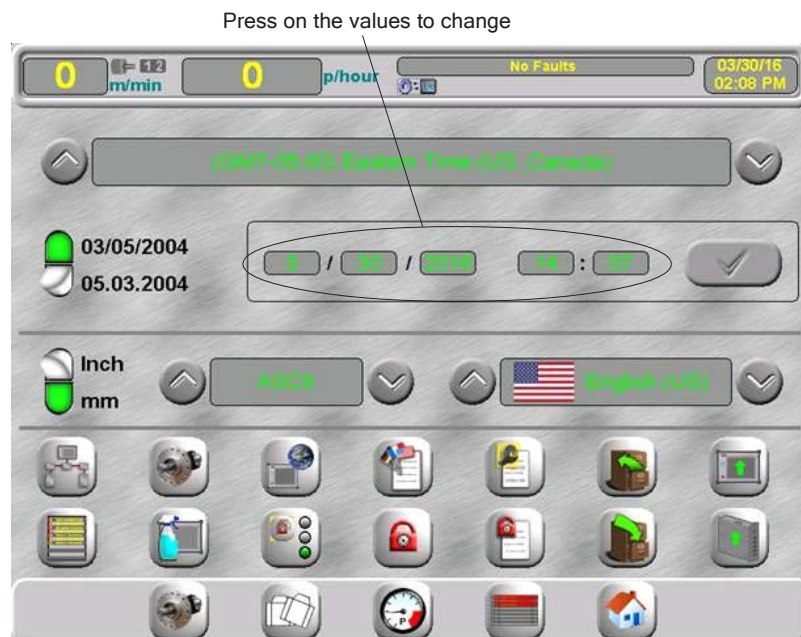 Press on the values to change
0 m/min 0 p/hour No Faults 03/30/16
02:08 PM
(GMT-05:00) Eastern Time (US, Canada)
03/05/2004
05.03.2004
3 / 30 / 2016 14 : 07
Inch
mm
ASCII English (US)